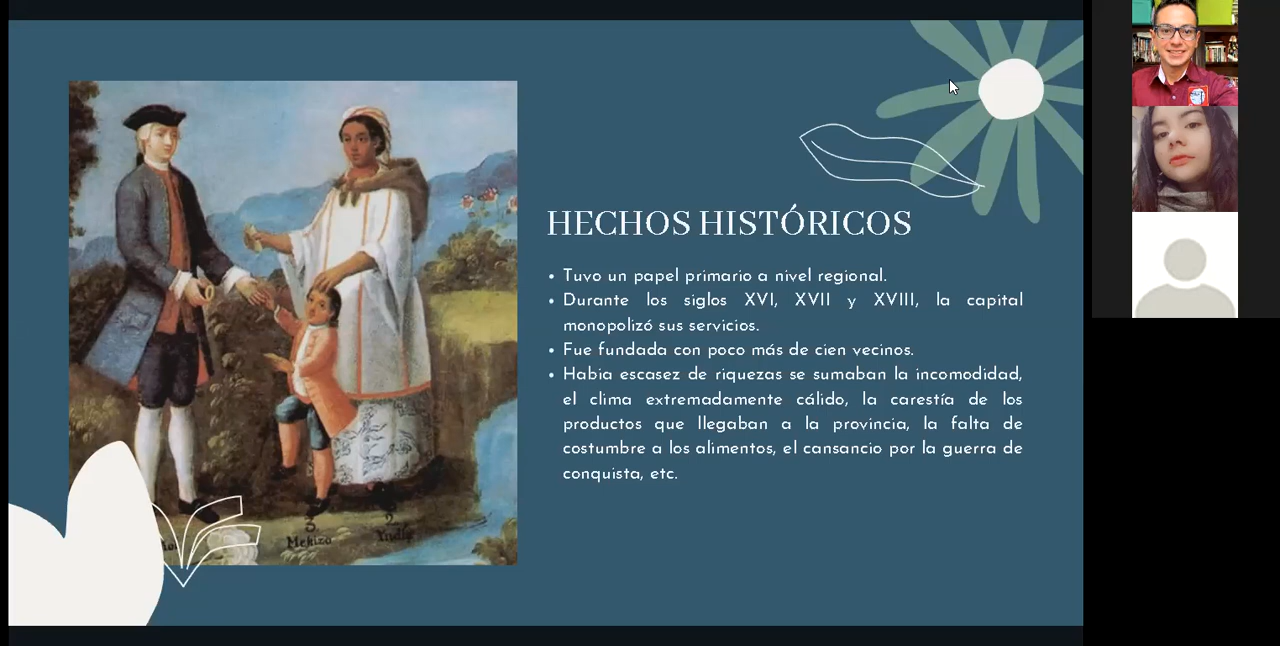 HECHOS HISTÓRICOS
• Tuvo un papel primario a nivel regional.
• Durante los siglos XVI, XVII y XVIII, la capital
monopolizó sus servicios.
• Fue fundada con poco más de cien vecinos.
• Habia escasez de riquezas se sumaban la incomodidad,
el clima extremadamente cálido, la carestía de los
productos que llegaban a la provincia, la falta de
costumbre a los alimentos, el cansancio por la guerra de
conquista, etc.
3 2
Mestizo